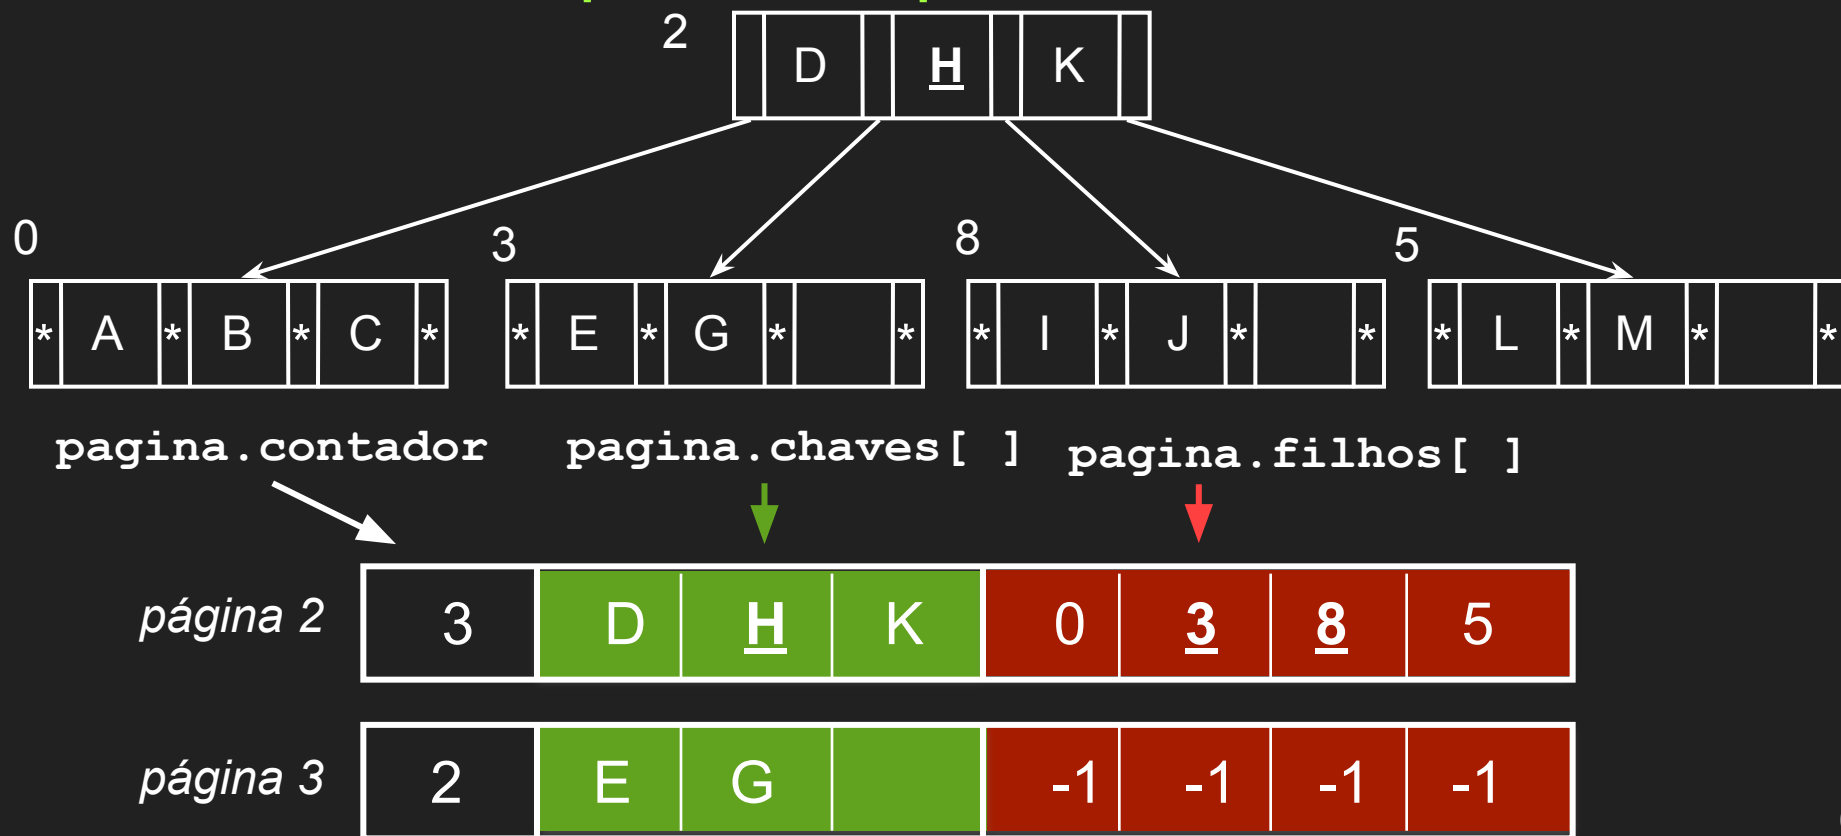 2
D H K
0 3 8 5
* A * B * C *
* E * G * *
* I * J * *
* L * M * *
pagina.contador pagina.chaves[ ] pagina.filhos[ ]
página 2 3 D H K 0 3 8 5
página 3 2 E G -1 -1 -1 -1